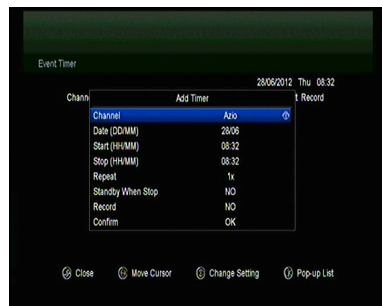 Event Timer
28/06/2012 Thu 08:32
Chann
t Record
Add Timer
Channel Azio
Date (DD/MM) 28/06
Start (HH/MM) 08:32
Stop (HH/MM) 08:32
Repeat 1x
Standby When Stop NO
Record NO
Confirm OK
Close Move Cursor Change Setting Pop-up List